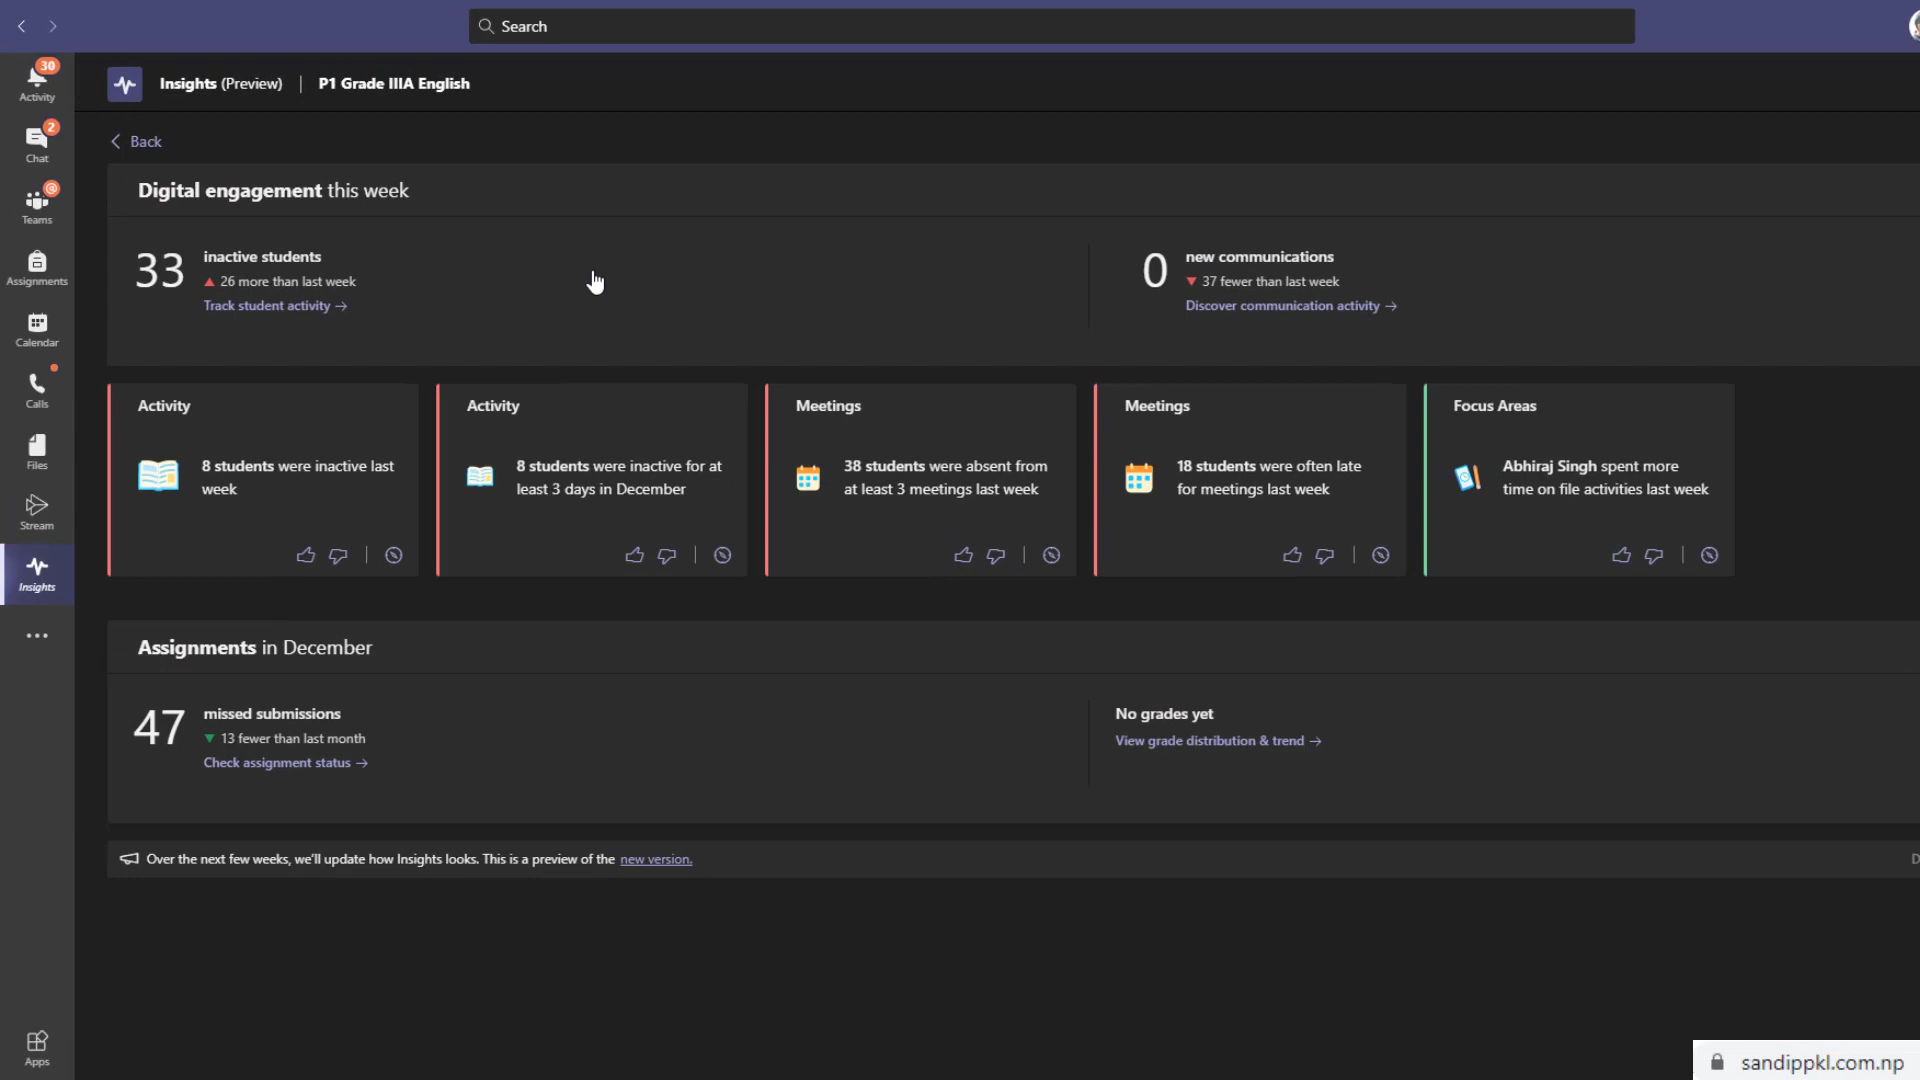 Search
30
Activity
2
Chat
@
Teams
Assignments
Calendar
Calls
Files
Stream
Insights
Apps
Insights (Preview) | P1 Grade IIIA English
Back
Digital engagement this week
33
inactive students
26 more than last week
Track student activity →
0
new communications
37 fewer than last week
Discover communication activity →
Activity
8 students were inactive last
week
Activity
8 students were inactive for at
least 3 days in December
Meetings
38 students were absent from
at least 3 meetings last week
Meetings
18 students were often late
for meetings last week
Focus Areas
Abhiraj Singh spent more
time on file activities last week
Assignments in December
47
missed submissions
13 fewer than last month
Check assignment status →
No grades yet
View grade distribution & trend →
Over the next few weeks, we'll update how Insights looks. This is a preview of the new version.
sandippkl.com.np